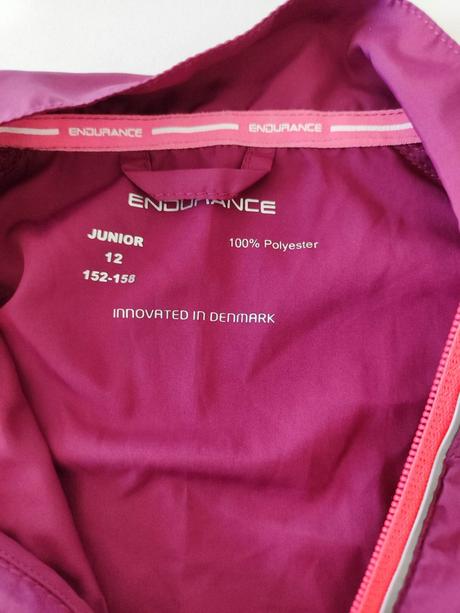 ENDURANCE ENDURANCE
ENDURANCE
JUNIOR
12
152-158
100% Polyester
INNOVATED IN DENMARK